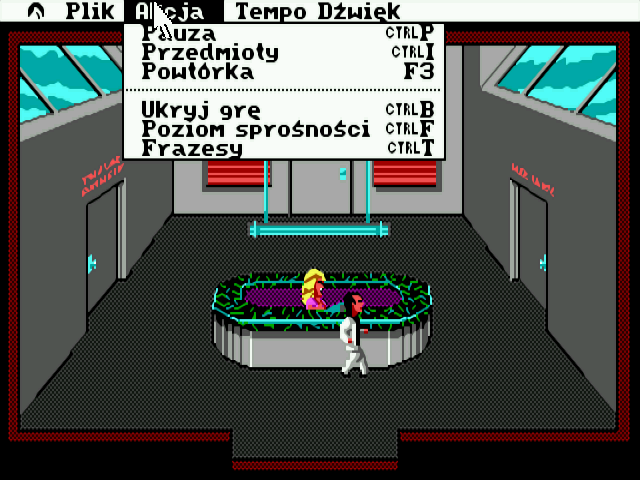 Plik Akcja Tempo Dźwięk
Pauza CTRL P
Przedmioty CTRL I
Powtórka F3
Ukryj grę CTRL B
Poziom sprośności CTRL F
Frazesy CTRL T